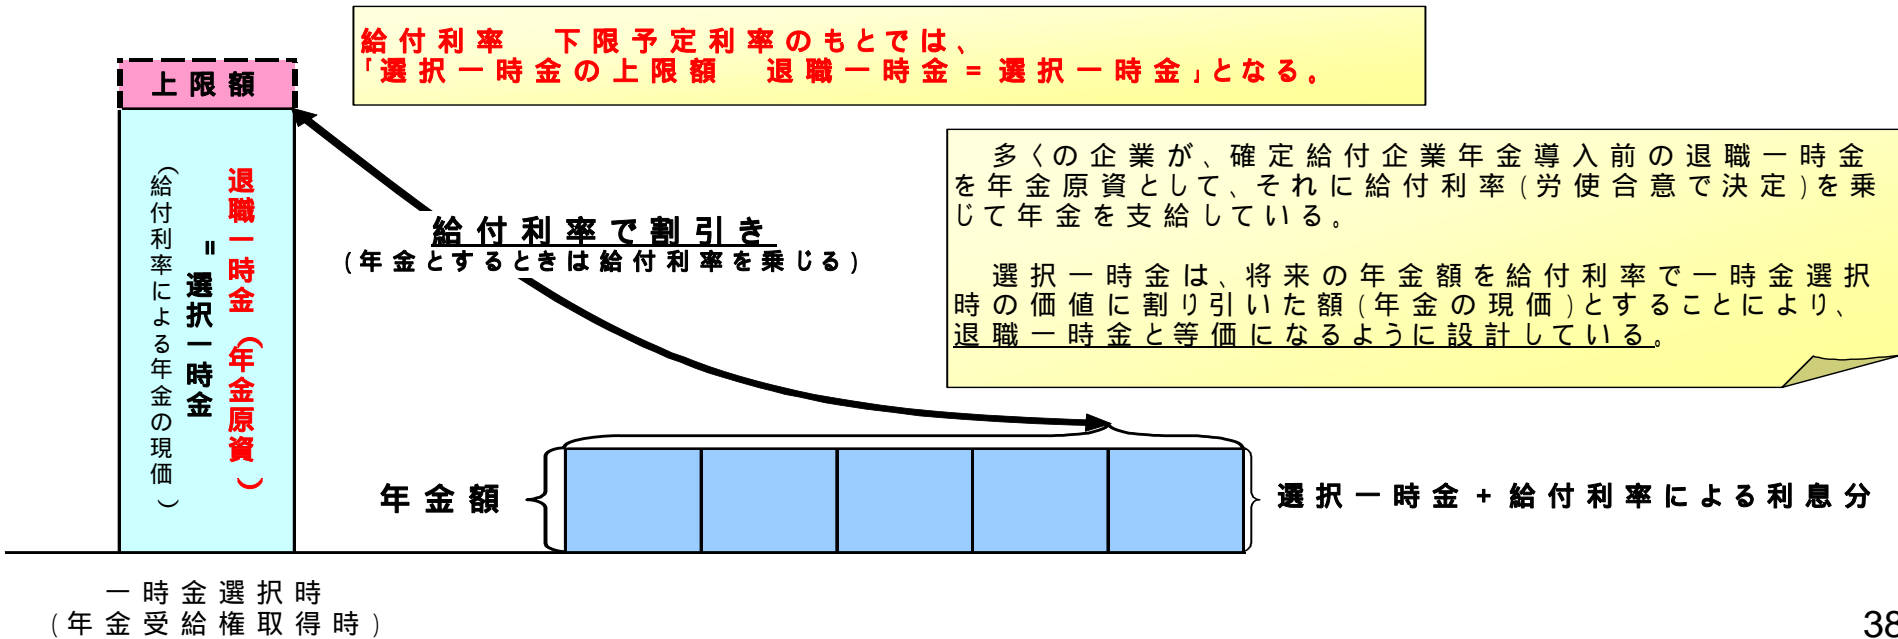 給付利率　下限予定利率のもとでは、
「選択一時金の上限額　退職一時金＝選択一時金」となる。
上限額
退職一時金（年金原資）
＝選択一時金
（給付利率による年金の現価）
多くの企業が、確定給付企業年金導入前の退職一時金
を年金原資として、それに給付利率(労使合意で決定)を乗
じて年金を支給している。
選択一時金は、将来の年金額を給付利率で一時金選択
時の価値に割り引いた額(年金の現価)とすることにより、
退職一時金と等価になるように設計している。
給付利率で割引き
(年金とするときは給付利率を乗じる)
年金額
選択一時金＋給付利率による利息分
一時金選択時
(年金受給権取得時)
38